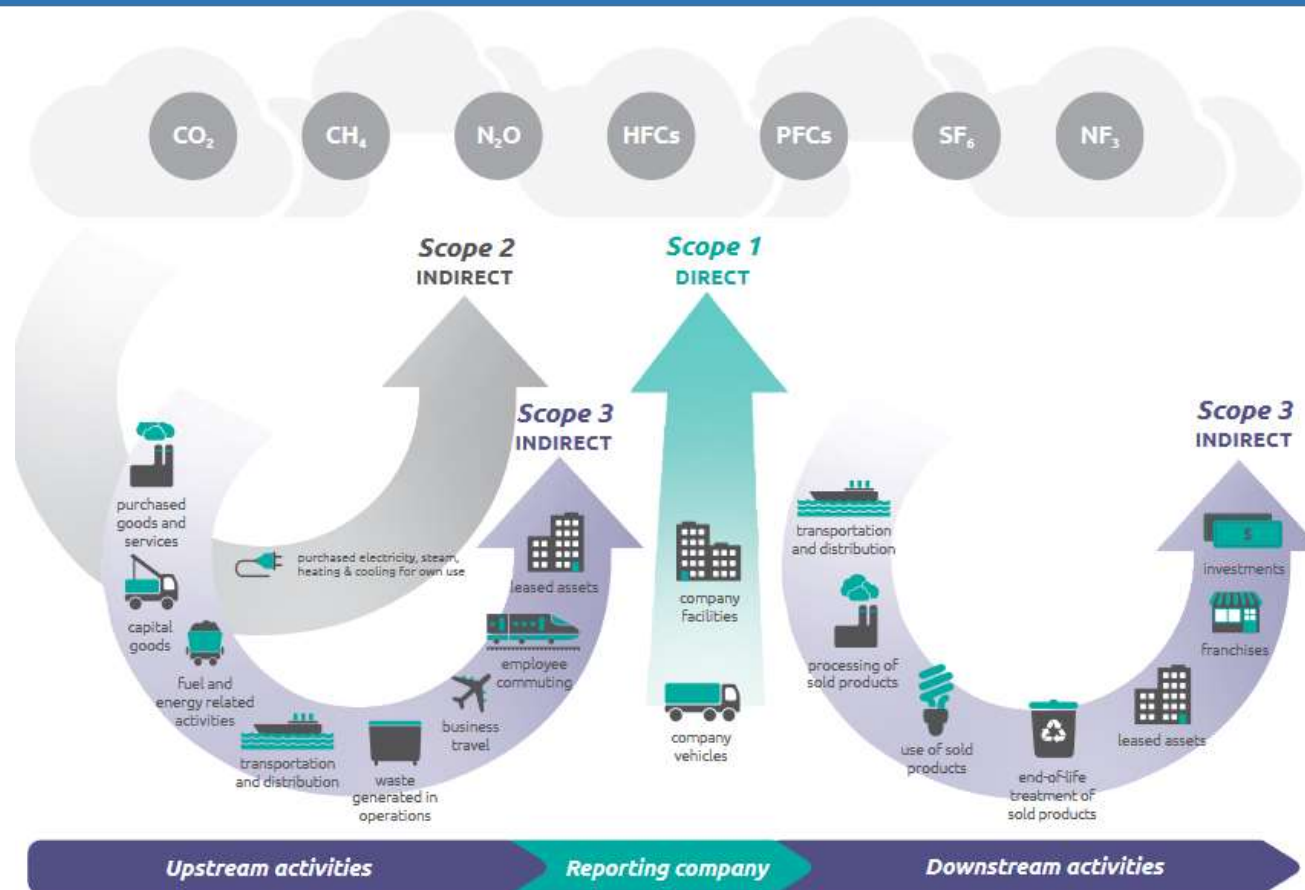 CO₂
CH₄
N₂O
HFCs
PFCs
SF₆
NF₃
Scope 2
INDIRECT
Scope 1
DIRECT
Scope 3
INDIRECT
Scope 3
INDIRECT
purchased
goods and
services
capital
goods
fuel and
energy related
activities
purchased electricity, steam,
heating & cooling for own use
transportation
and distribution
waste
generated in
operations
business
travel
employee
commuting
leased assets
company
facilities
company
vehicles
transportation
and distribution
processing of
sold products
use of sold
products
end-of-life
treatment of
sold products
leased assets
franchises
$
investments
Upstream activities
Reporting company
Downstream activities